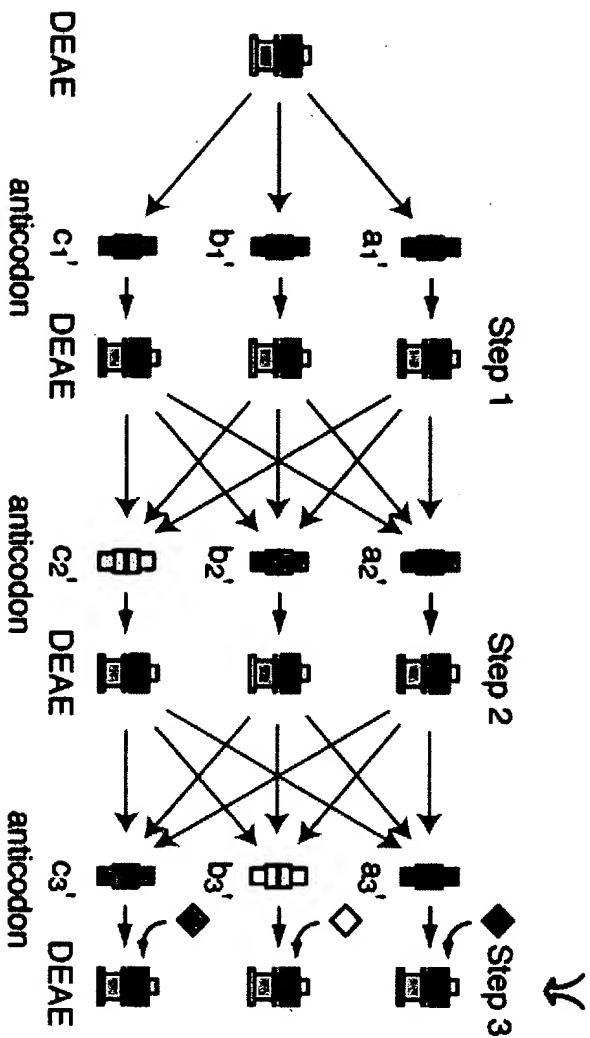 Step 1 Step 2 Step 3
a1' a2' a3'
b1' b2' b3'
DEAE c1' DEAE c2' DEAE c3' DEAE
anticodon anticodon anticodon